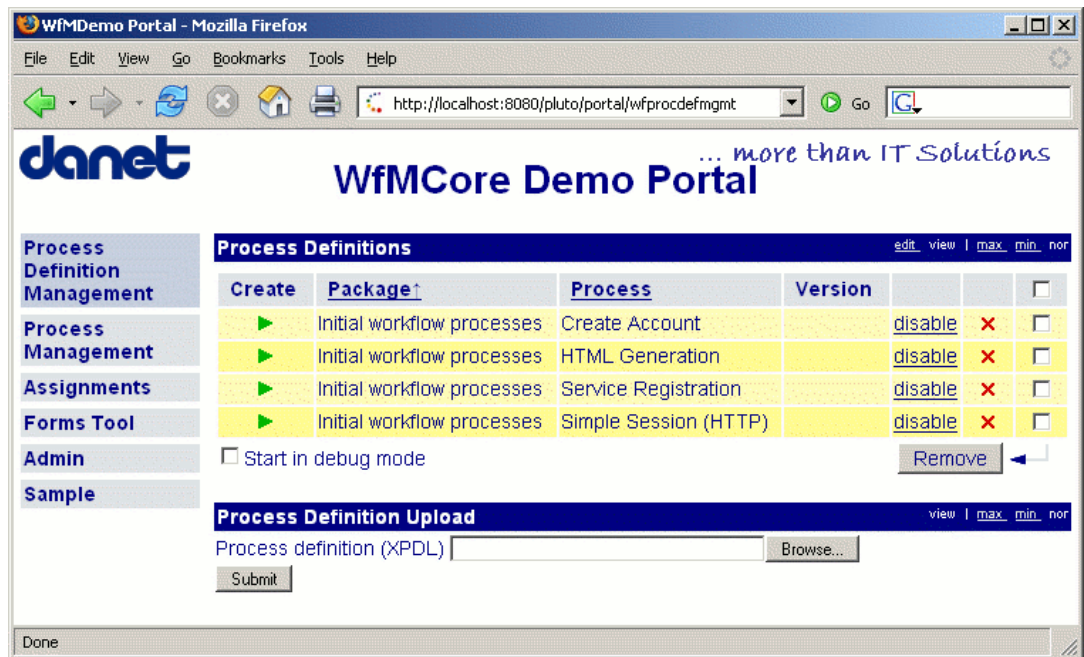 WfMDemo Portal - Mozilla Firefox
File Edit View Go Bookmarks Tools Help
http://localhost:8080/pluto/portal/wfprocdefmgmt Go G
danet
... more than IT Solutions
WfMCore Demo Portal
Process Definition Management
Process Management
Assignments
Forms Tool
Admin
Sample
Process Definitions edit view | max min nor
Create Package↑ Process Version
Initial workflow processes Create Account disable
Initial workflow processes HTML Generation disable
Initial workflow processes Service Registration disable
Initial workflow processes Simple Session (HTTP) disable
Start in debug mode Remove
Process Definition Upload view | max min nor
Process definition (XPDL) Browse...
Submit
Done